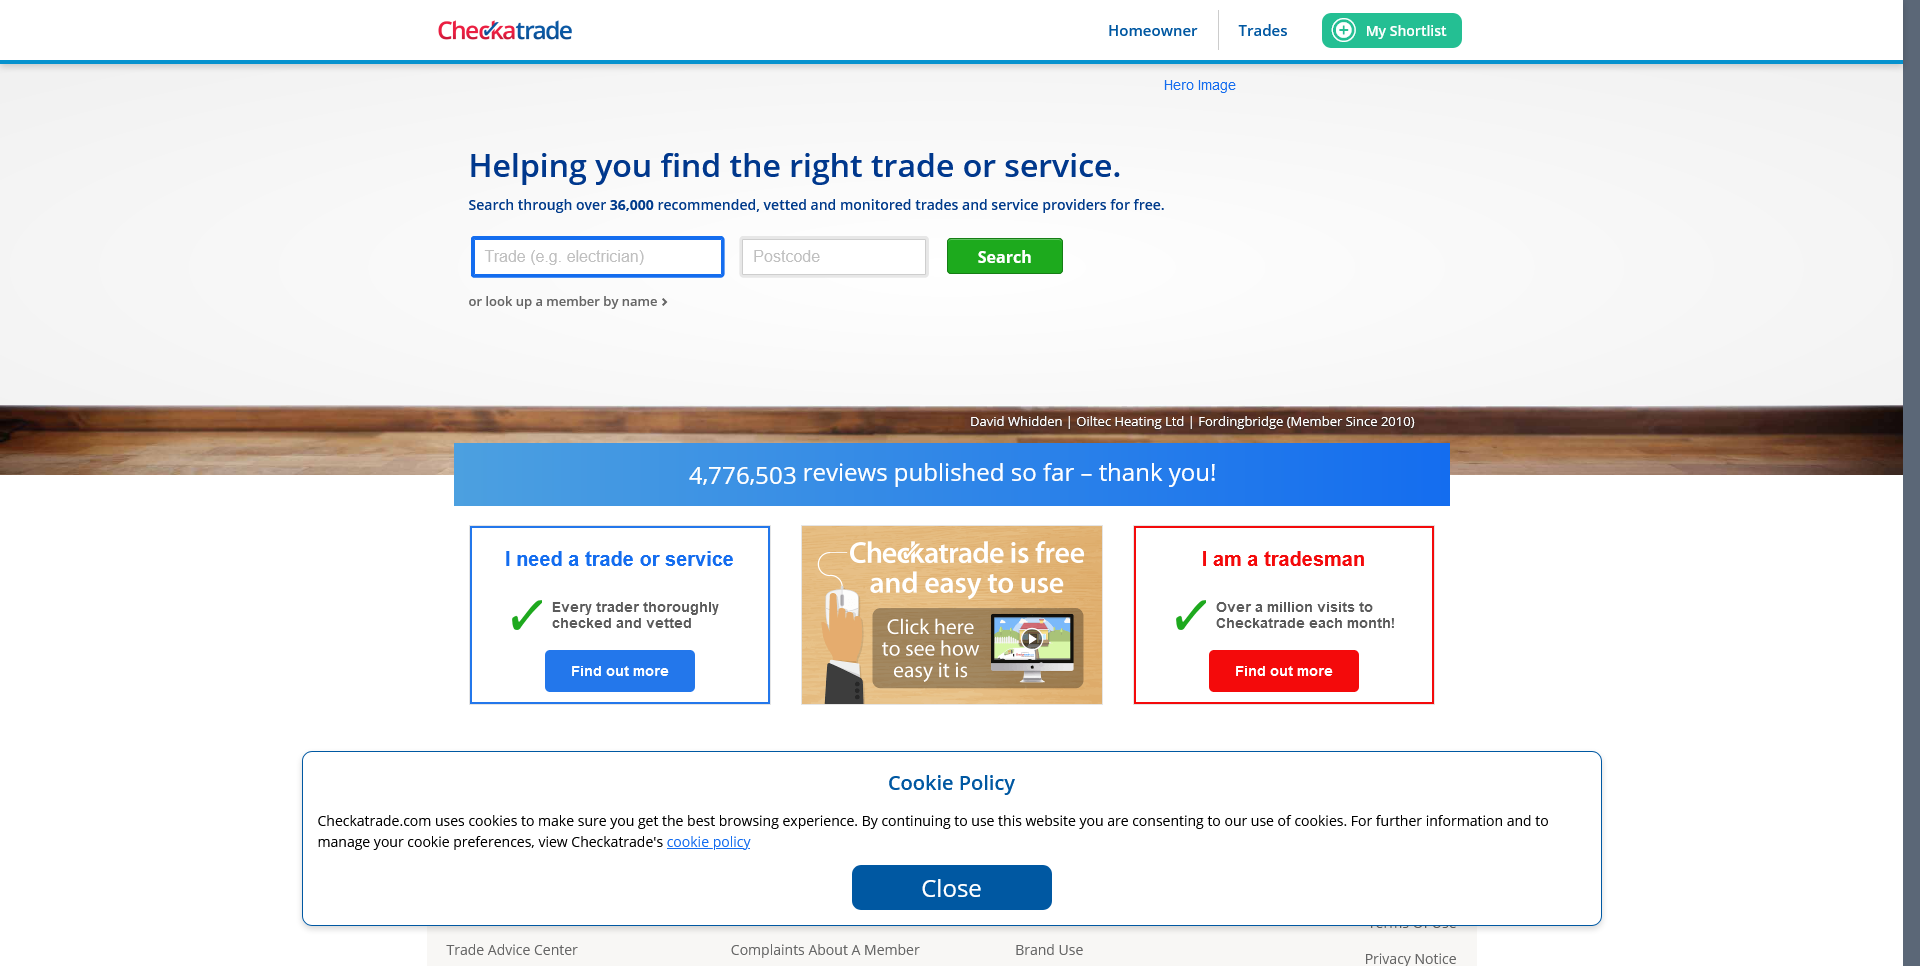 Checkatrade
Homeowner
Trades
My Shortlist
Hero Image
Helping you find the right trade or service.
Search through over 36,000 recommended, vetted and monitored trades and service providers for free.
Trade (e.g. electrician)
Postcode
Search
or look up a member by name
David Whidden | Oiltec Heating Ltd | Fordingbridge (Member Since 2010)
4,776,503 reviews published so far – thank you!
I need a trade or service
Every trader thoroughly
checked and vetted
Find out more
Checkatrade is free
and easy to use
Click here
to see how
easy it is
I am a tradesman
Over a million visits to
Checkatrade each month!
Find out more
Cookie Policy
Checkatrade.com uses cookies to make sure you get the best browsing experience. By continuing to use this website you are consenting to our use of cookies. For further information and to
manage your cookie preferences, view Checkatrade's cookie policy
Close
Terms Of Use
Trade Advice Center
Complaints About A Member
Brand Use
Privacy Notice